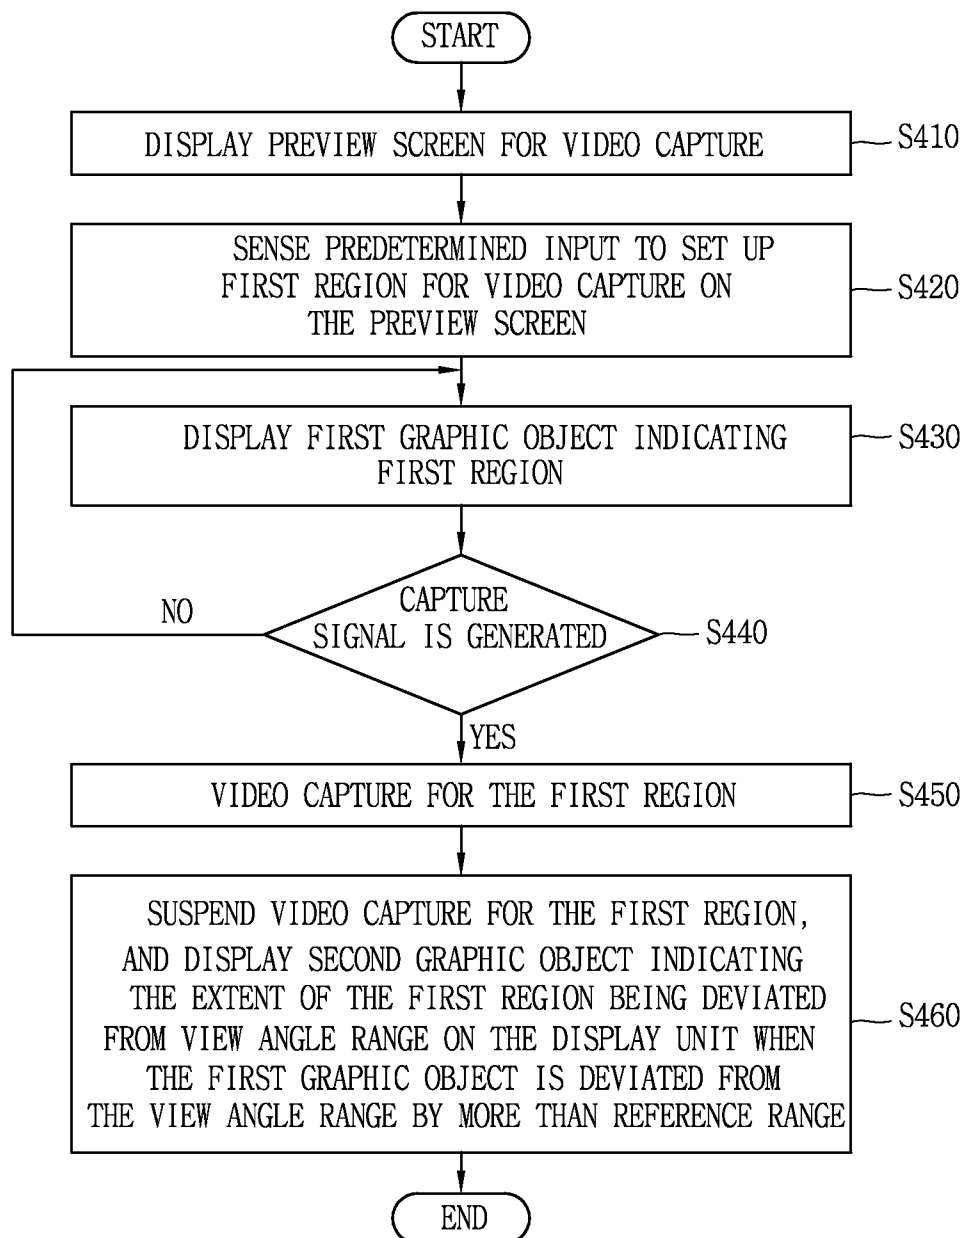 START
DISPLAY PREVIEW SCREEN FOR VIDEO CAPTURE
S410
SENSE PREDETERMINED INPUT TO SET UP
FIRST REGION FOR VIDEO CAPTURE ON
THE PREVIEW SCREEN
S420
DISPLAY FIRST GRAPHIC OBJECT INDICATING
FIRST REGION
S430
CAPTURE
SIGNAL IS GENERATED
S440
NO
YES
VIDEO CAPTURE FOR THE FIRST REGION
S450
SUSPEND VIDEO CAPTURE FOR THE FIRST REGION,
AND DISPLAY SECOND GRAPHIC OBJECT INDICATING
THE EXTENT OF THE FIRST REGION BEING DEVIATED
FROM VIEW ANGLE RANGE ON THE DISPLAY UNIT WHEN
THE FIRST GRAPHIC OBJECT IS DEVIATED FROM
THE VIEW ANGLE RANGE BY MORE THAN REFERENCE RANGE
S460
END